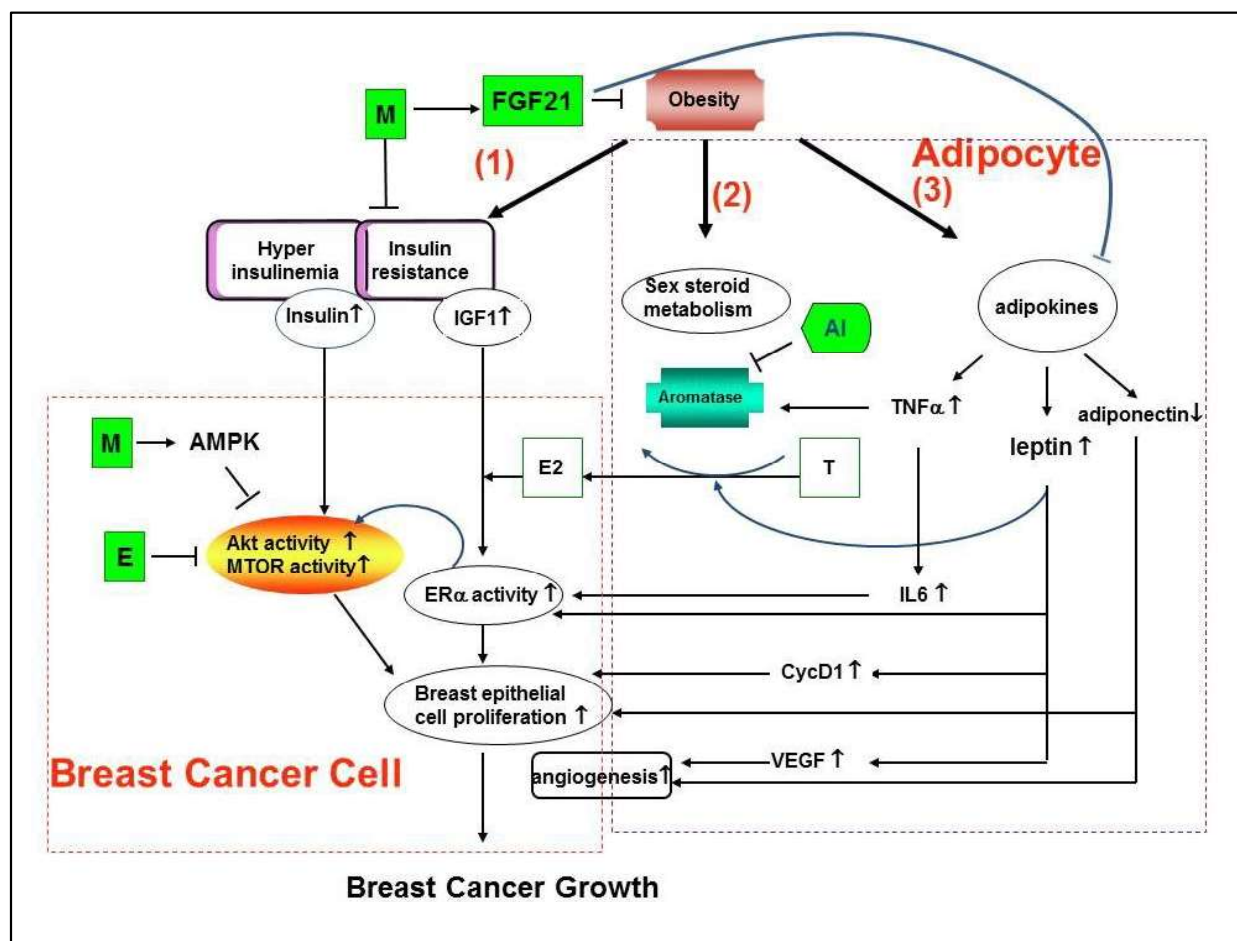 M
FGF21
Obesity
(1)
(2)
Adipocyte
(3)
Hyper
insulinemia
Insulin
resistance
Insulin↑
IGF1↑
Sex steroid
metabolism
AI
adipokines
Aromatase
TNFα↑
adiponectin↓
leptin↑
M
AMPK
E2
T
E
Akt activity ↑
MTOR activity↑
ERα activity ↑
IL6 ↑
CycD1↑
Breast epithelial
cell proliferation ↑
Breast Cancer Cell
angiogenesis↑
VEGF ↑
Breast Cancer Growth